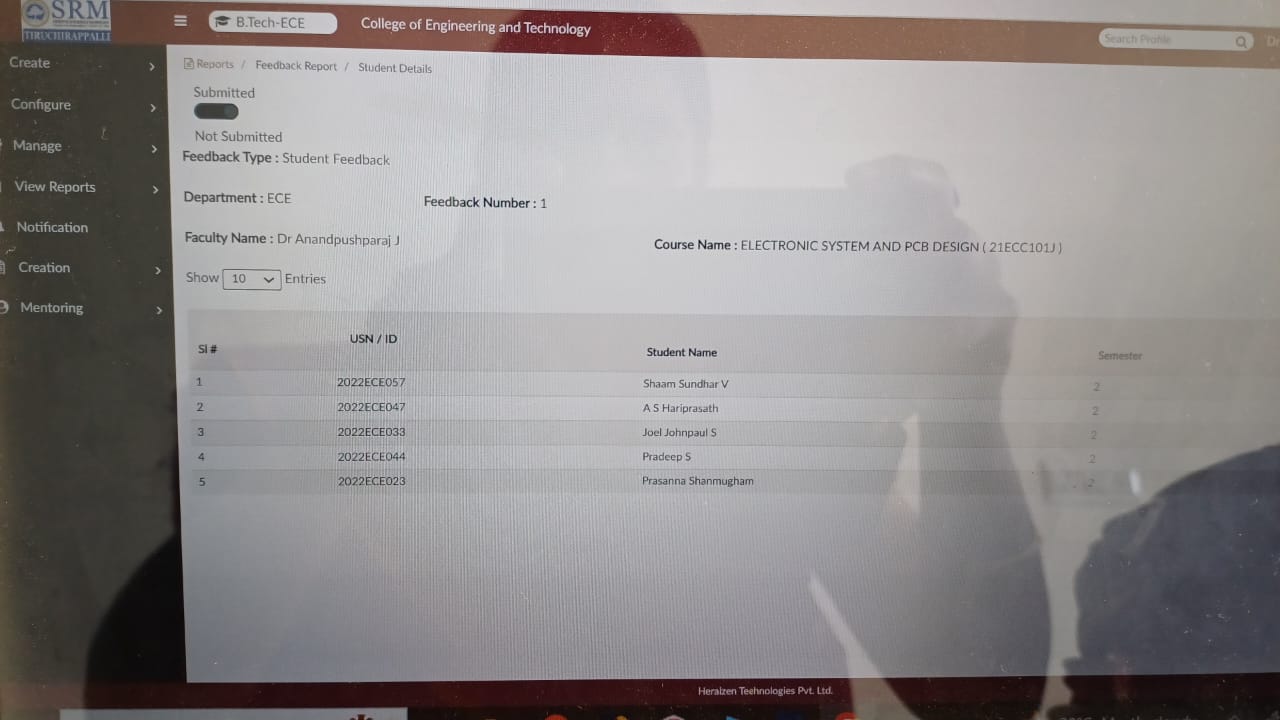 SRM
TIRUCHIRAPPALLI
B.Tech-ECE
College of Engineering and Technology
Search Profile
Create
Configure
Manage
View Reports
Notification
Creation
Mentoring
Reports / Feedback Report / Student Details
Submitted
Not Submitted
Feedback Type : Student Feedback
Department : ECE
Feedback Number : 1
Faculty Name : Dr Anandpushparaj J
Course Name : ELECTRONIC SYSTEM AND PCB DESIGN ( 21ECC101J )
Show 10 Entries
Sl # USN / ID Student Name Semester
1 2022ECE057 Shaam Sundhar V 2
2 2022ECE047 A S Hariprasath 2
3 2022ECE033 Joel Johnpaul S 2
4 2022ECE044 Pradeep S 2
5 2022ECE023 Prasanna Shanmugham 2
Heraizen Technologies Pvt. Ltd.